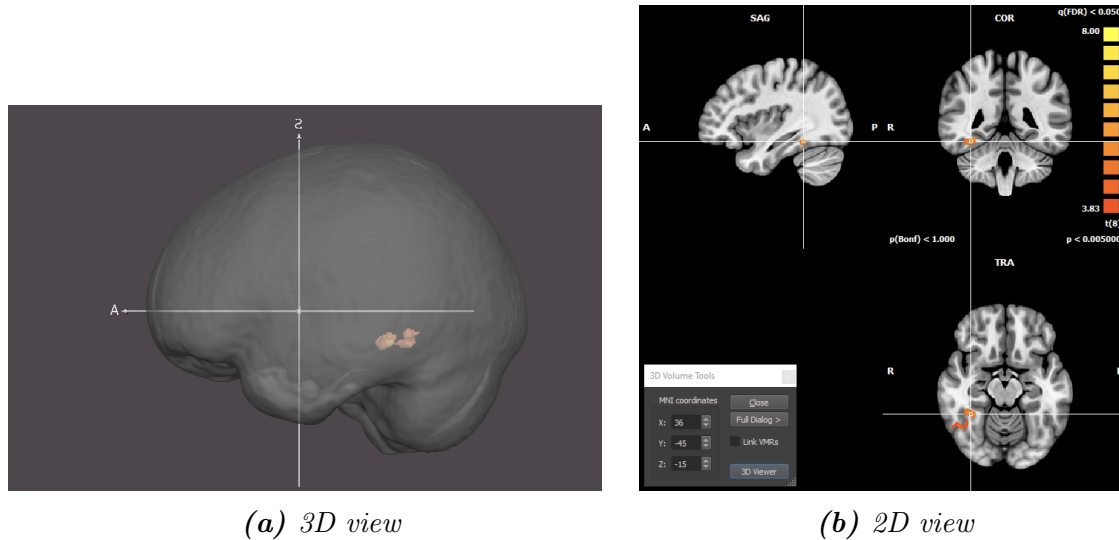 S
A
(a) 3D view
SAG
COR
q(FDR) < 0.050
8.00
A
P
R
3.83
t(8)
p(Bonf) < 1.000
p < 0.005000
TRA
R
3D Volume Tools
MNI coordinates
X: 36
Y: -45
Z: -15
Close
Full Dialog >
Link VMRs
3D Viewer
(b) 2D view